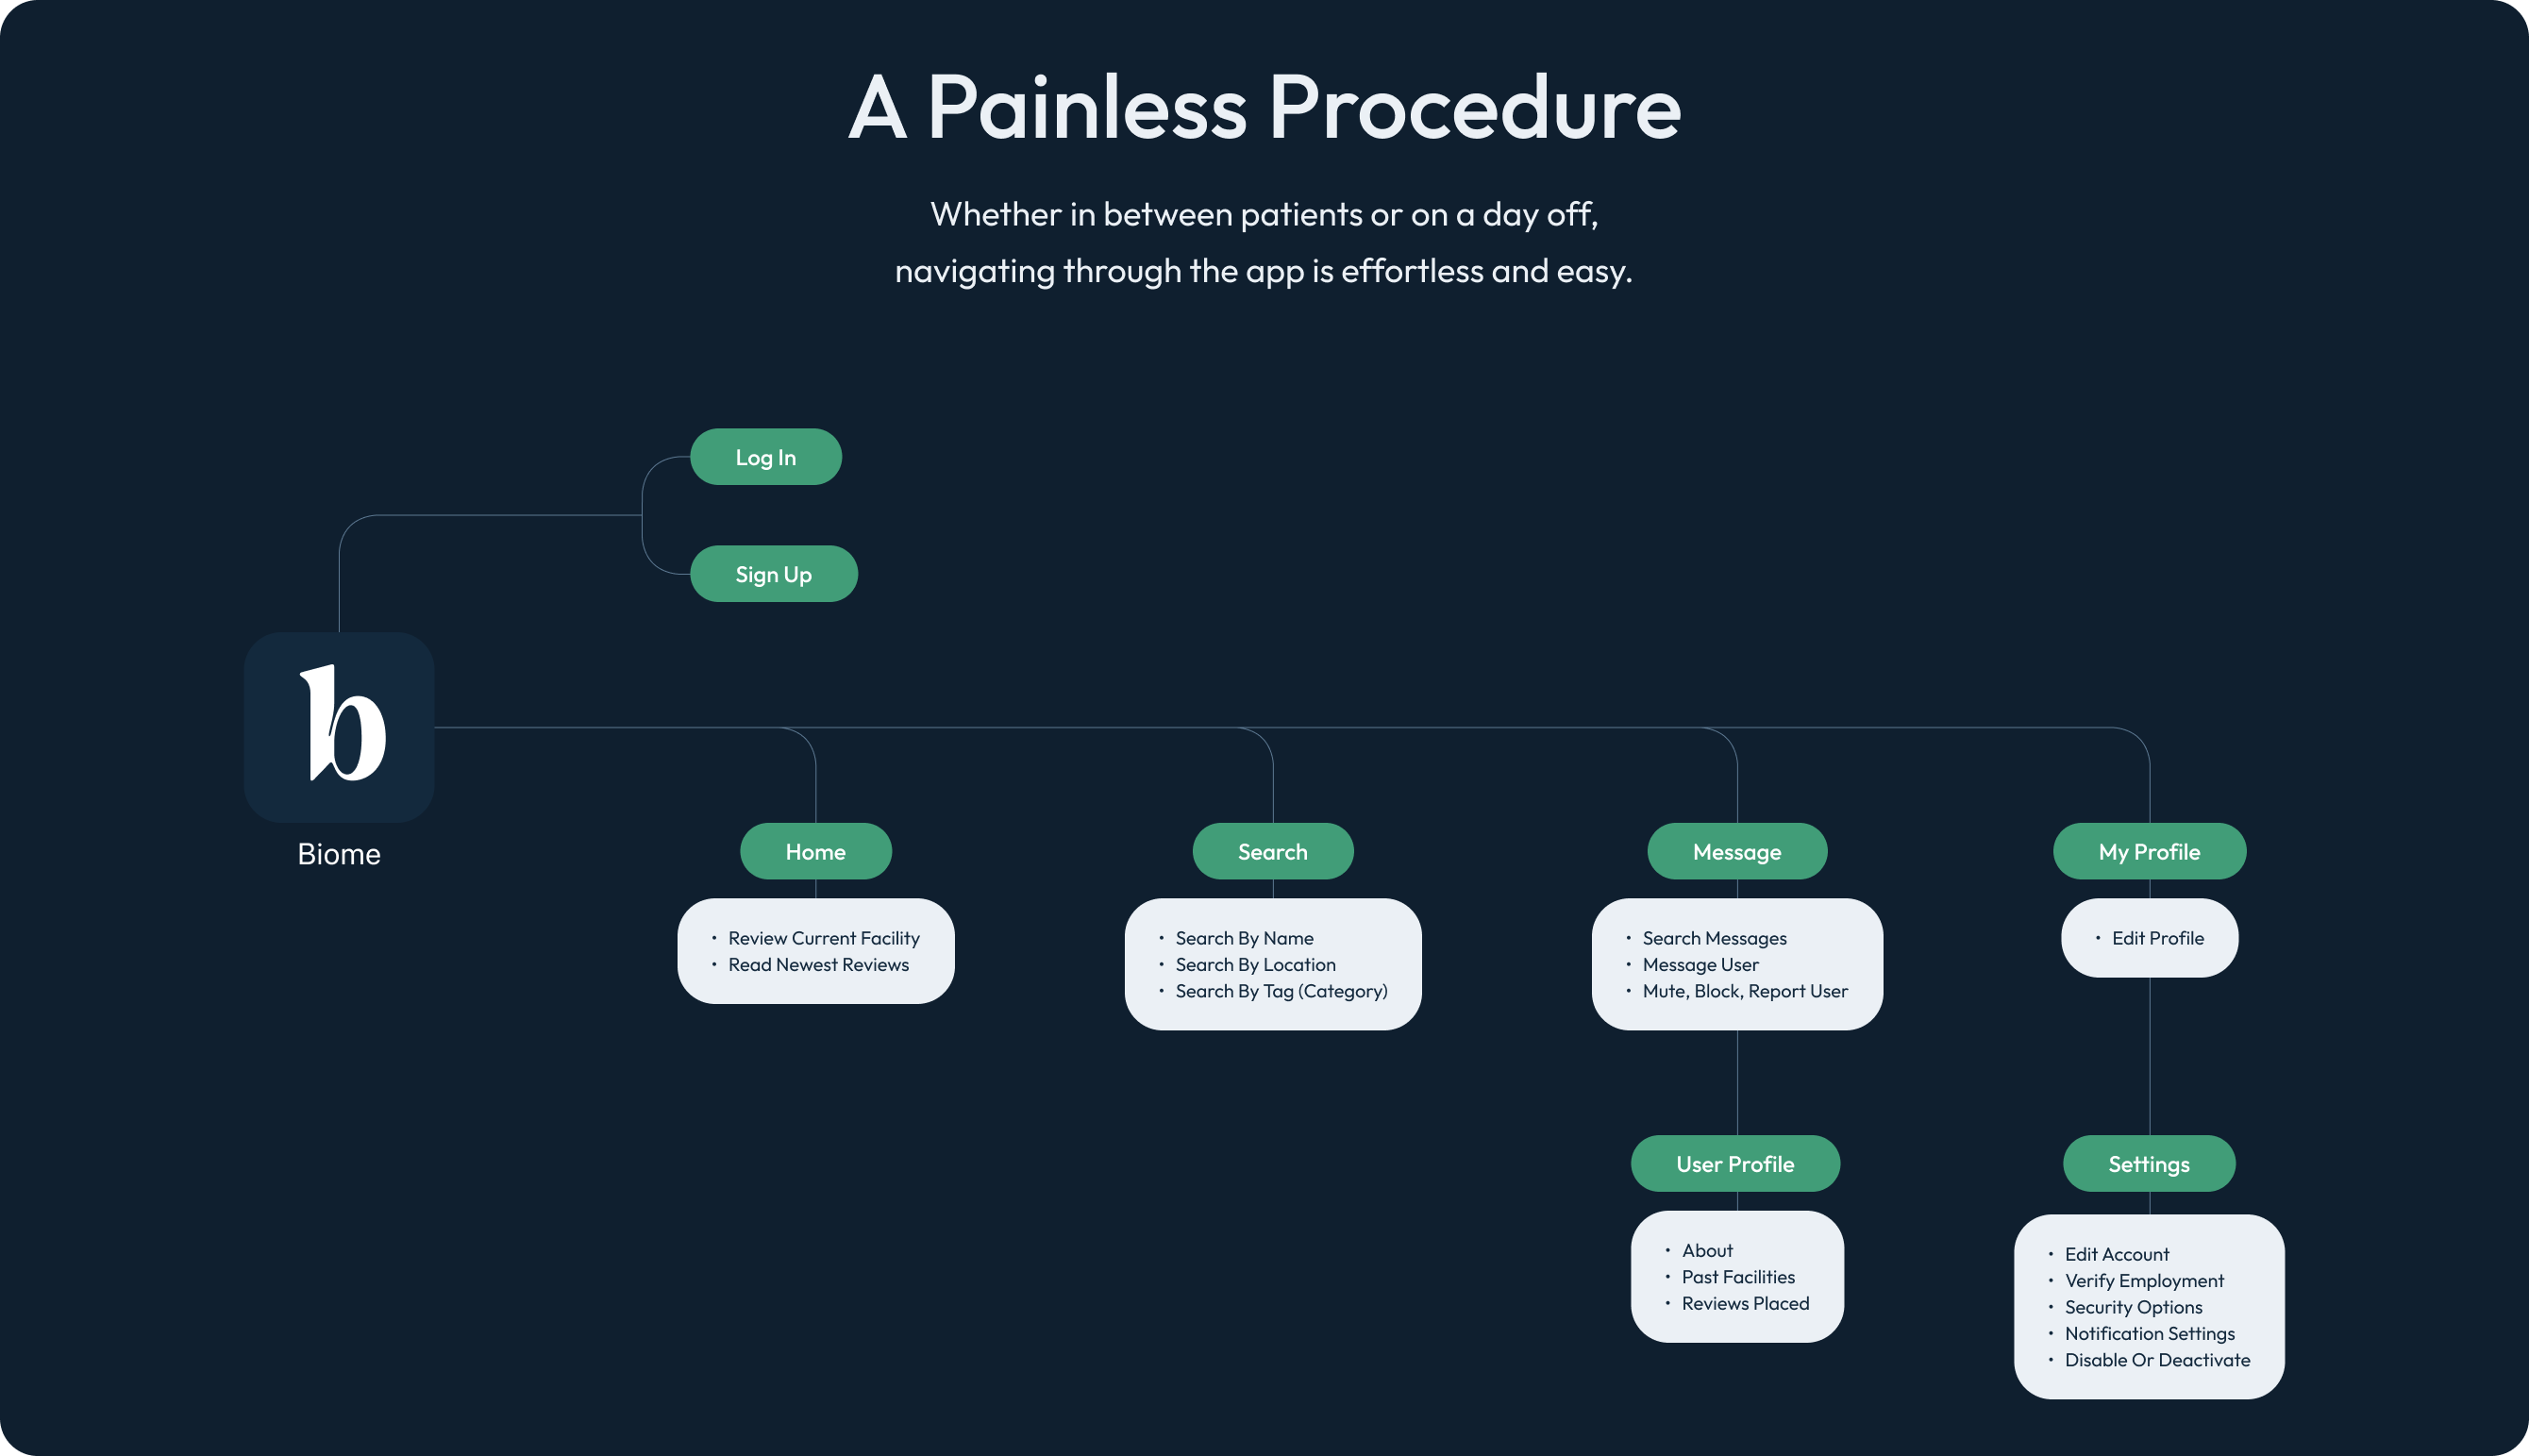 A Painless Procedure
Whether in between patients or on a day off,
navigating through the app is effortless and easy.
Log In
Sign Up
b
Biome
Home
• Review Current Facility
• Read Newest Reviews
Search
• Search By Name
• Search By Location
• Search By Tag (Category)
Message
• Search Messages
• Message User
• Mute, Block, Report User
My Profile
• Edit Profile
User Profile
• About
• Past Facilities
• Reviews Placed
Settings
• Edit Account
• Verify Employment
• Security Options
• Notification Settings
• Disable Or Deactivate